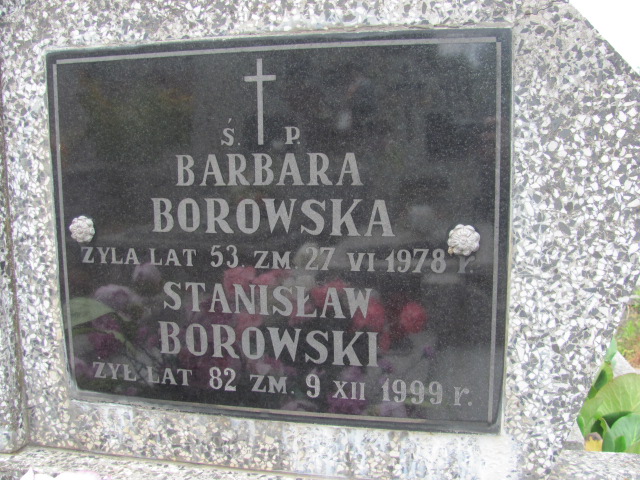 Ś. P.
BARBARA
BOROWSKA
ŻYŁA LAT 53. ZM. 27 VI 1978 r.
STANISŁAW
BOROWSKI
ŻYŁ LAT 82 ZM. 9 XII 1999 r.